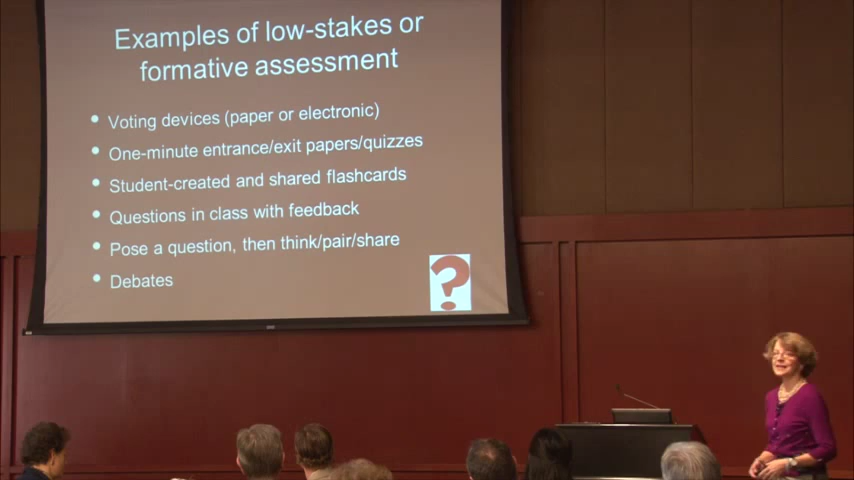 Examples of low-stakes or
formative assessment
• Voting devices (paper or electronic)
• One-minute entrance/exit papers/quizzes
• Student-created and shared flashcards
• Questions in class with feedback
• Pose a question, then think/pair/share
• Debates
?